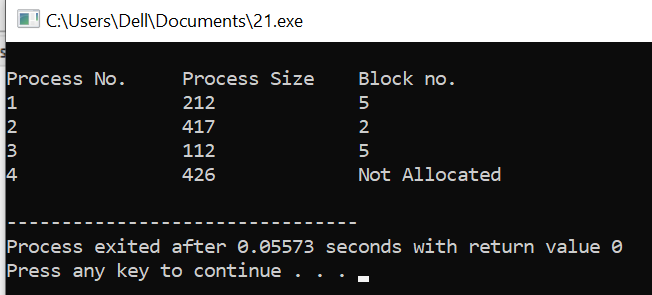 C:\Users\Dell\Documents\21.exe
Process No. Process Size Block no.
1 212 5
2 417 2
3 112 5
4 426 Not Allocated
--------------------------------
Process exited after 0.05573 seconds with return value 0
Press any key to continue . . .